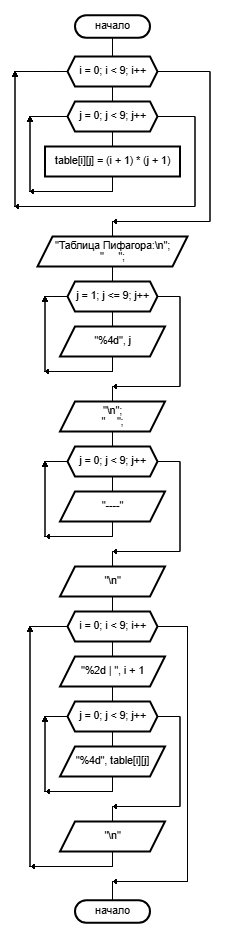 начало
i = 0; i < 9; i++
j = 0; j < 9; j++
table[i][j] = (i + 1) * (j + 1)
"Таблица Пифагора:\n";
"      ";
j = 1; j <= 9; j++
"%4d", j
"\n";
"      ";
j = 0; j < 9; j++
"----"
"\n"
i = 0; i < 9; i++
"%2d | ", i + 1
j = 0; j < 9; j++
"%4d", table[i][j]
"\n"
начало